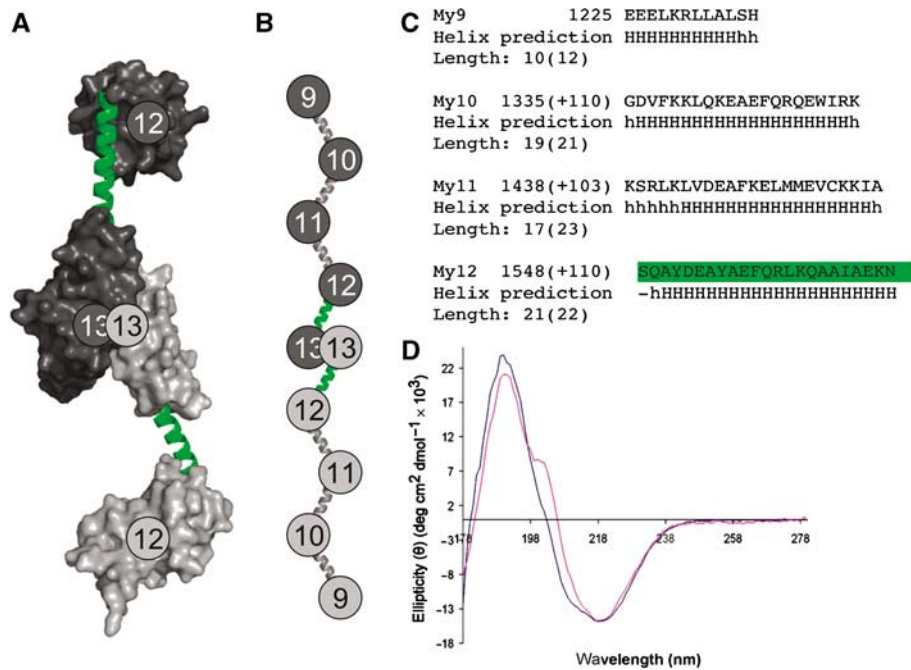 A
B
C
12
13
13
12
9
10
11
12
13
13
12
11
10
9
My9 1225 EEELKRLLALSH
Helix prediction HHHHHHHHHHhh
Length: 10(12)
My10 1335(+110) GDVFKKLQKEAEFQRQEWIRK
Helix prediction hHHHHHHHHHHHHHHHHHHHh
Length: 19(21)
My11 1438(+103) KSRLKLVDEAFKELMMEVCKKIA
Helix prediction hhhhhHHHHHHHHHHHHHHHHHh
Length: 17(23)
My12 1548(+110) SQAYDEAYAEFQRLKQAAIAEKN
Helix prediction -hHHHHHHHHHHHHHHHHHHHHH
Length: 21(22)
D
Ellipticity (θ) (deg cm² dmol⁻¹ × 10³)
22
17
12
7
2
-3
-8
-13
-18
178 198 218 238 258 278
Wavelength (nm)